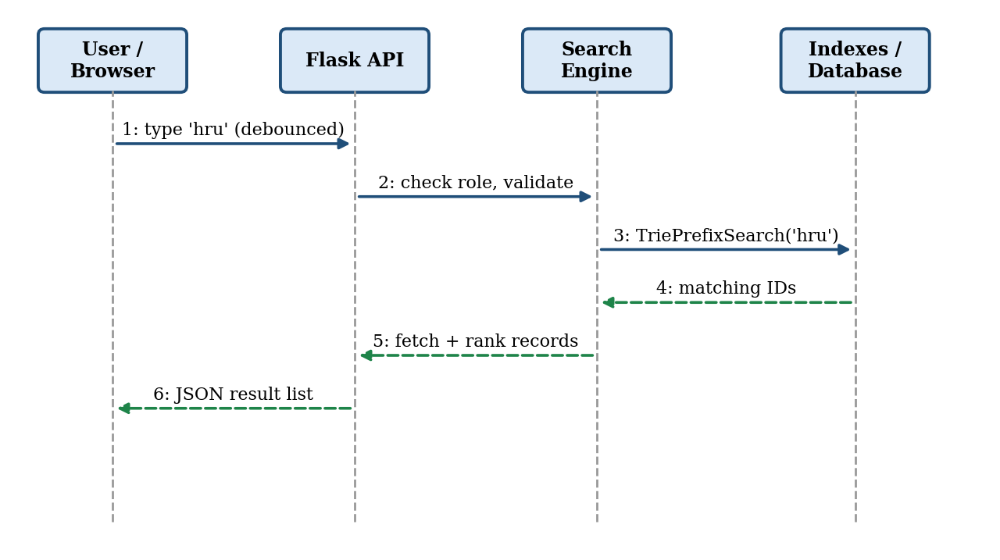 User /
Browser
Flask API
Search
Engine
Indexes /
Database
1: type 'hru' (debounced)
2: check role, validate
3: TriePrefixSearch('hru')
4: matching IDs
5: fetch + rank records
6: JSON result list